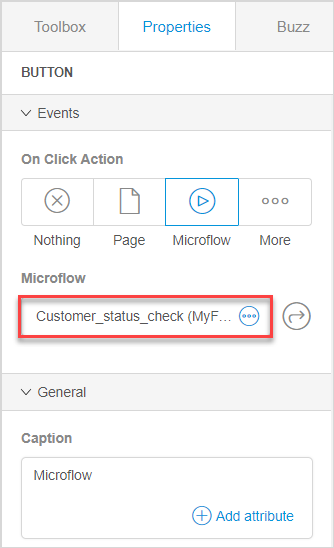 Toolbox Properties Buzz
BUTTON
Events
On Click Action
Nothing Page Microflow More
Microflow
Customer_status_check (MyF...
General
Caption
Microflow
Add attribute